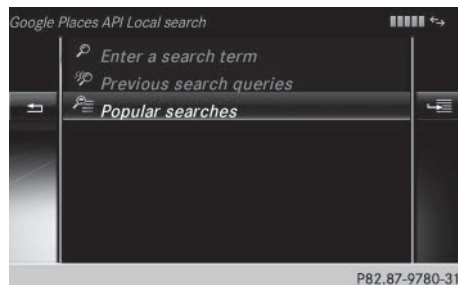 Google Places API Local search
Enter a search term
Previous search queries
Popular searches
P82.87-9780-31